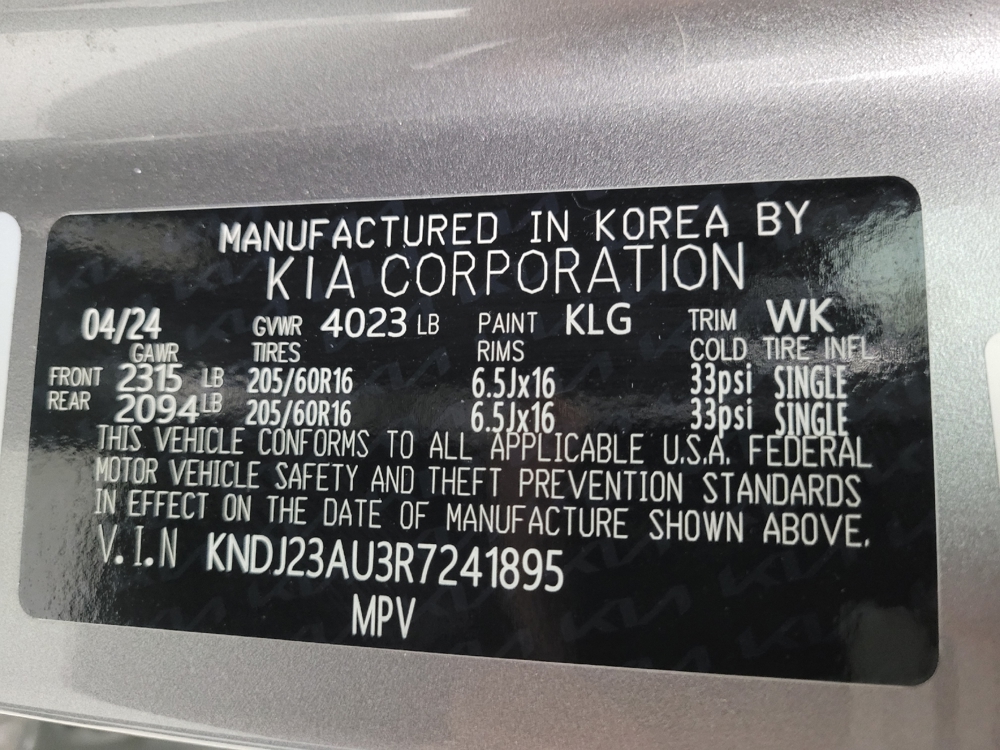 MANUFACTURED IN KOREA BY
KIA CORPORATION
04/24 GVWR 4023 LB PAINT KLG TRIM WK
GAWR TIRES RIMS COLD TIRE INFL
FRONT 2315 LB 205/60R16 6.5Jx16 33psi SINGLE
REAR 2094 LB 205/60R16 6.5Jx16 33psi SINGLE
THIS VEHICLE CONFORMS TO ALL APPLICABLE U.S.A. FEDERAL
MOTOR VEHICLE SAFETY AND THEFT PREVENTION STANDARDS
IN EFFECT ON THE DATE OF MANUFACTURE SHOWN ABOVE.
V.I.N KNDJ23AU3R7241895
MPV